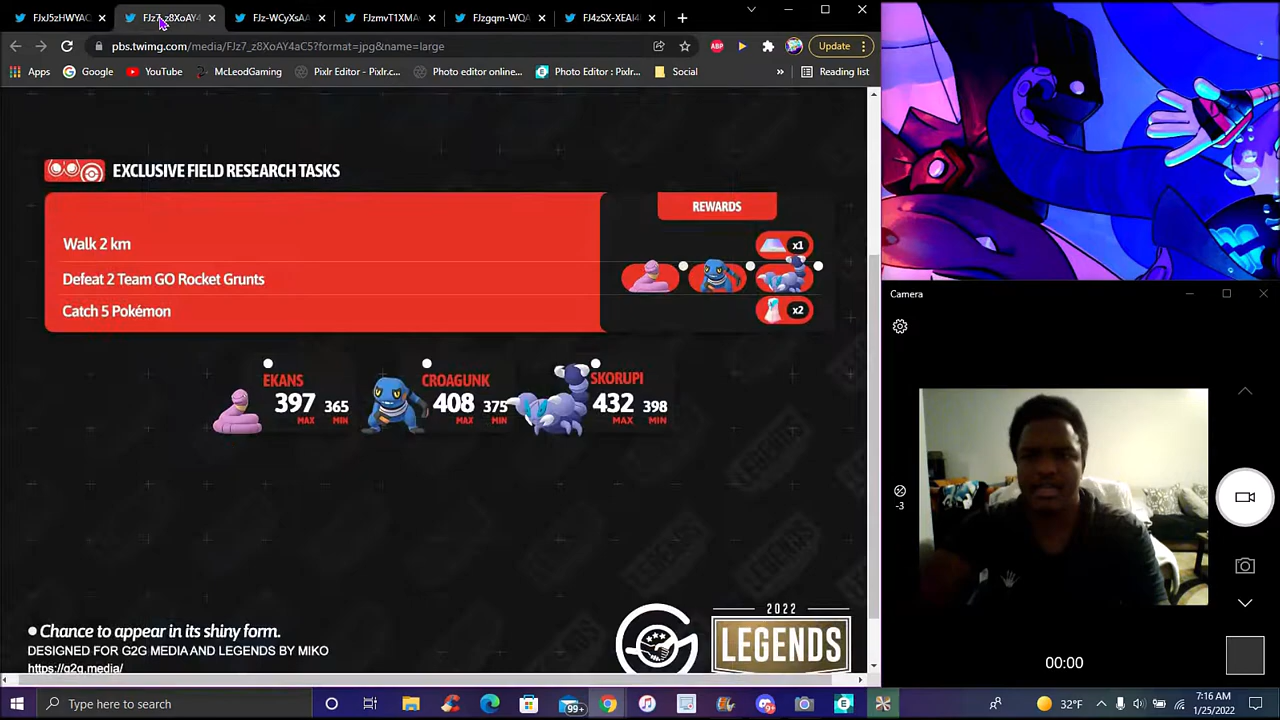 FJxJ5zHWYAC
FJz7_z8XoAY4
FJz-WCyXsAA
FJzmvT1XMA
FJzgqm-WQA
FJ4zSX-XEAI4
pbs.twimg.com/media/FJz7_z8XoAY4aC5?format=jpg&name=large
ABP
Update
Apps
Google
YouTube
McLeodGaming
Pixlr Editor - Pixlr.c...
Photo editor online...
Photo Editor : Pixlr...
Social
»
Reading list
EXCLUSIVE FIELD RESEARCH TASKS
REWARDS
Walk 2 km
x1
Defeat 2 Team GO Rocket Grunts
Catch 5 Pokémon
x2
EKANS
397 365
MAX MIN
CROAGUNK
408 375
MAX MIN
SKORUPI
432 398
MAX MIN
LEGENDS
Chance to appear in its shiny form.
DESIGNED FOR G2G MEDIA AND LEGENDS BY MIKO
https://g2g.media/
2022
LEGENDS
Camera
-3
00:00
Type here to search
99+
32°F
7:16 AM
1/25/2022